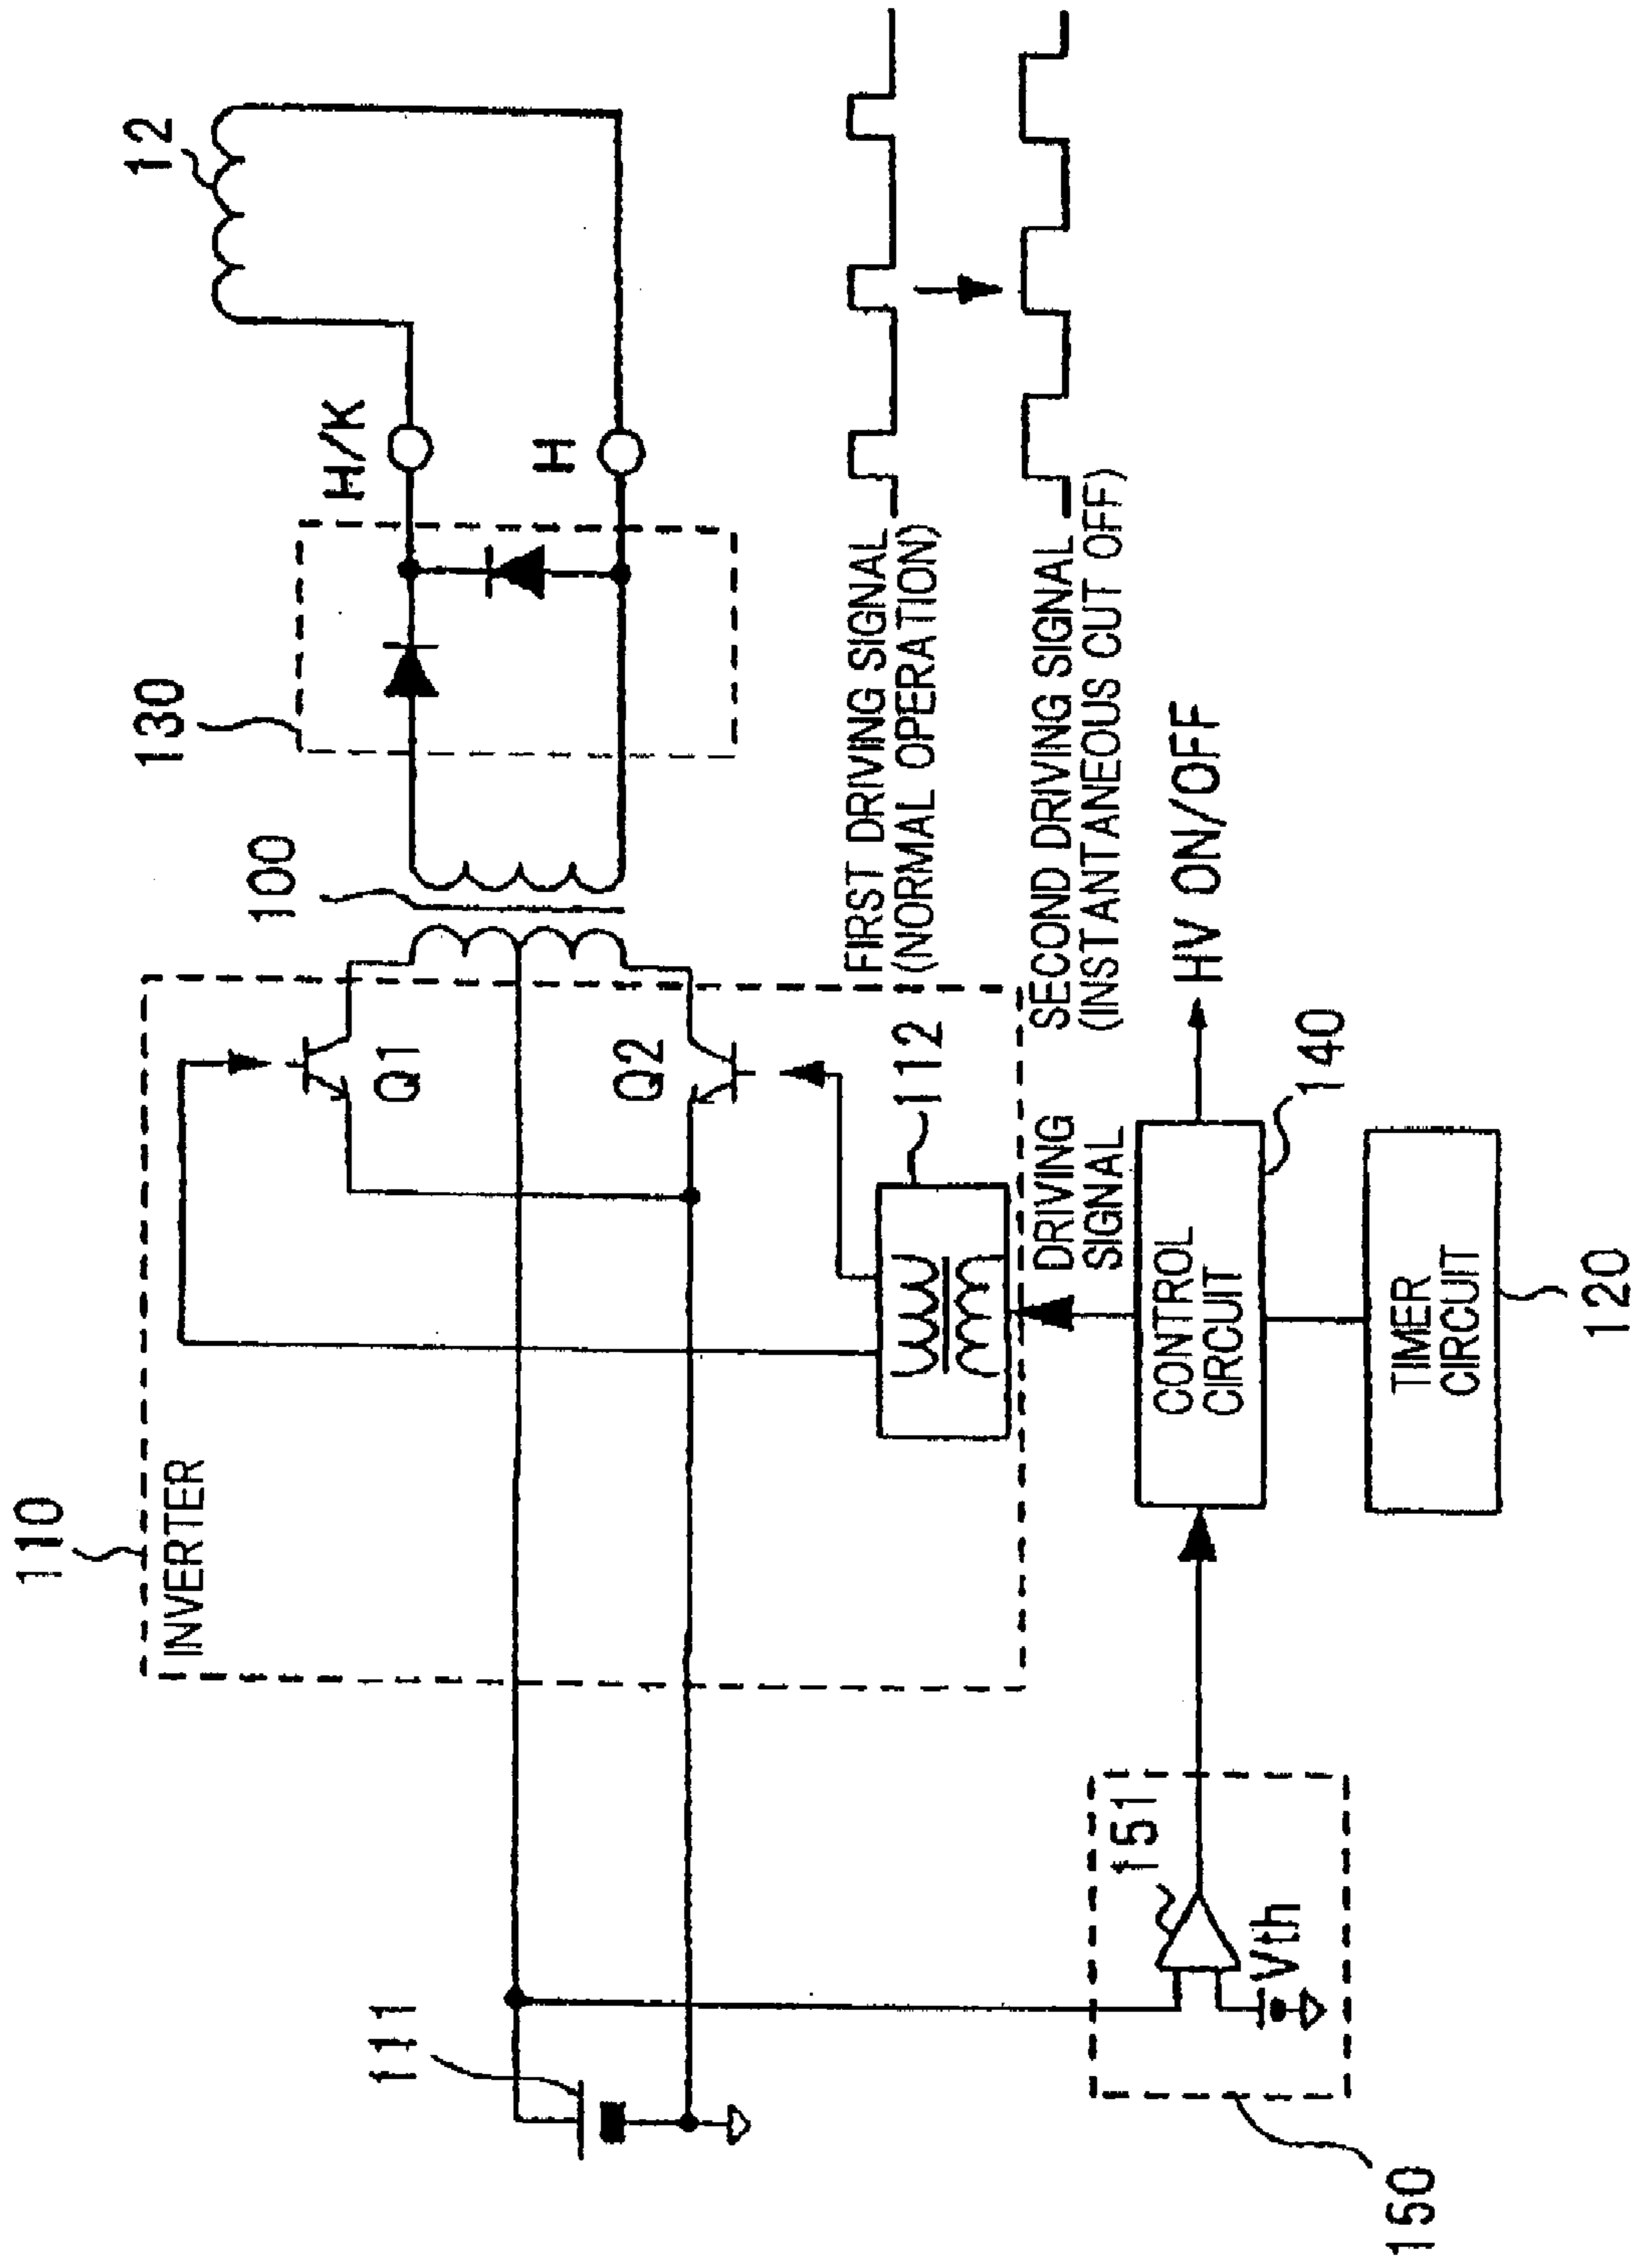 110
INVERTER
111
Q1
Q2
112
100
130
H/K
H
12
FIRST DRIVING SIGNAL
(NORMAL OPERATION)
SECOND DRIVING SIGNAL
(INSTANTANEOUS CUT OFF)
DRIVING
SIGNAL
HV ON/OFF
CONTROL
CIRCUIT
140
TIMER
CIRCUIT
120
151
Vth
150